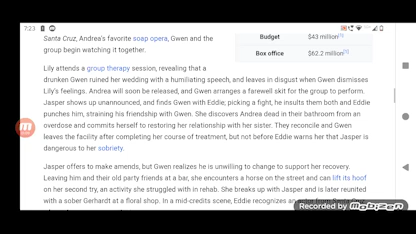 7:23
Santa Cruz, Andrea's favorite soap opera, Gwen and the
group begin watching it together.
Budget $43 million[1]
Box office $62.2 million[2]
Lily attends a group therapy session, revealing that a
drunken Gwen ruined her wedding with a humiliating speech, and leaves in disgust when Gwen dismisses
Lily's feelings. Andrea will soon be released, and Gwen arranges a farewell skit for the group to perform.
Jasper shows up unannounced, and finds Gwen with Eddie; picking a fight, he insults them both and Eddie
punches him, straining his friendship with Gwen. She discovers Andrea dead in their bathroom from an
overdose and commits herself to restoring her relationship with her sister. They reconcile and Gwen
leaves the facility after completing her course of treatment, but not before Eddie warns her that Jasper is
dangerous to her sobriety.
Jasper offers to make amends, but Gwen realizes he is unwilling to change to support her recovery.
Leaving him and their old party friends at a bar, she encounters a horse on the street and can lift its hoof
on her second try, an activity she struggled with in rehab. She breaks up with Jasper and is later reunited
with a sober Gerhardt at a floral shop. In a mid-credits scene, Eddie recognizes an
Recorded by MOBIZEN